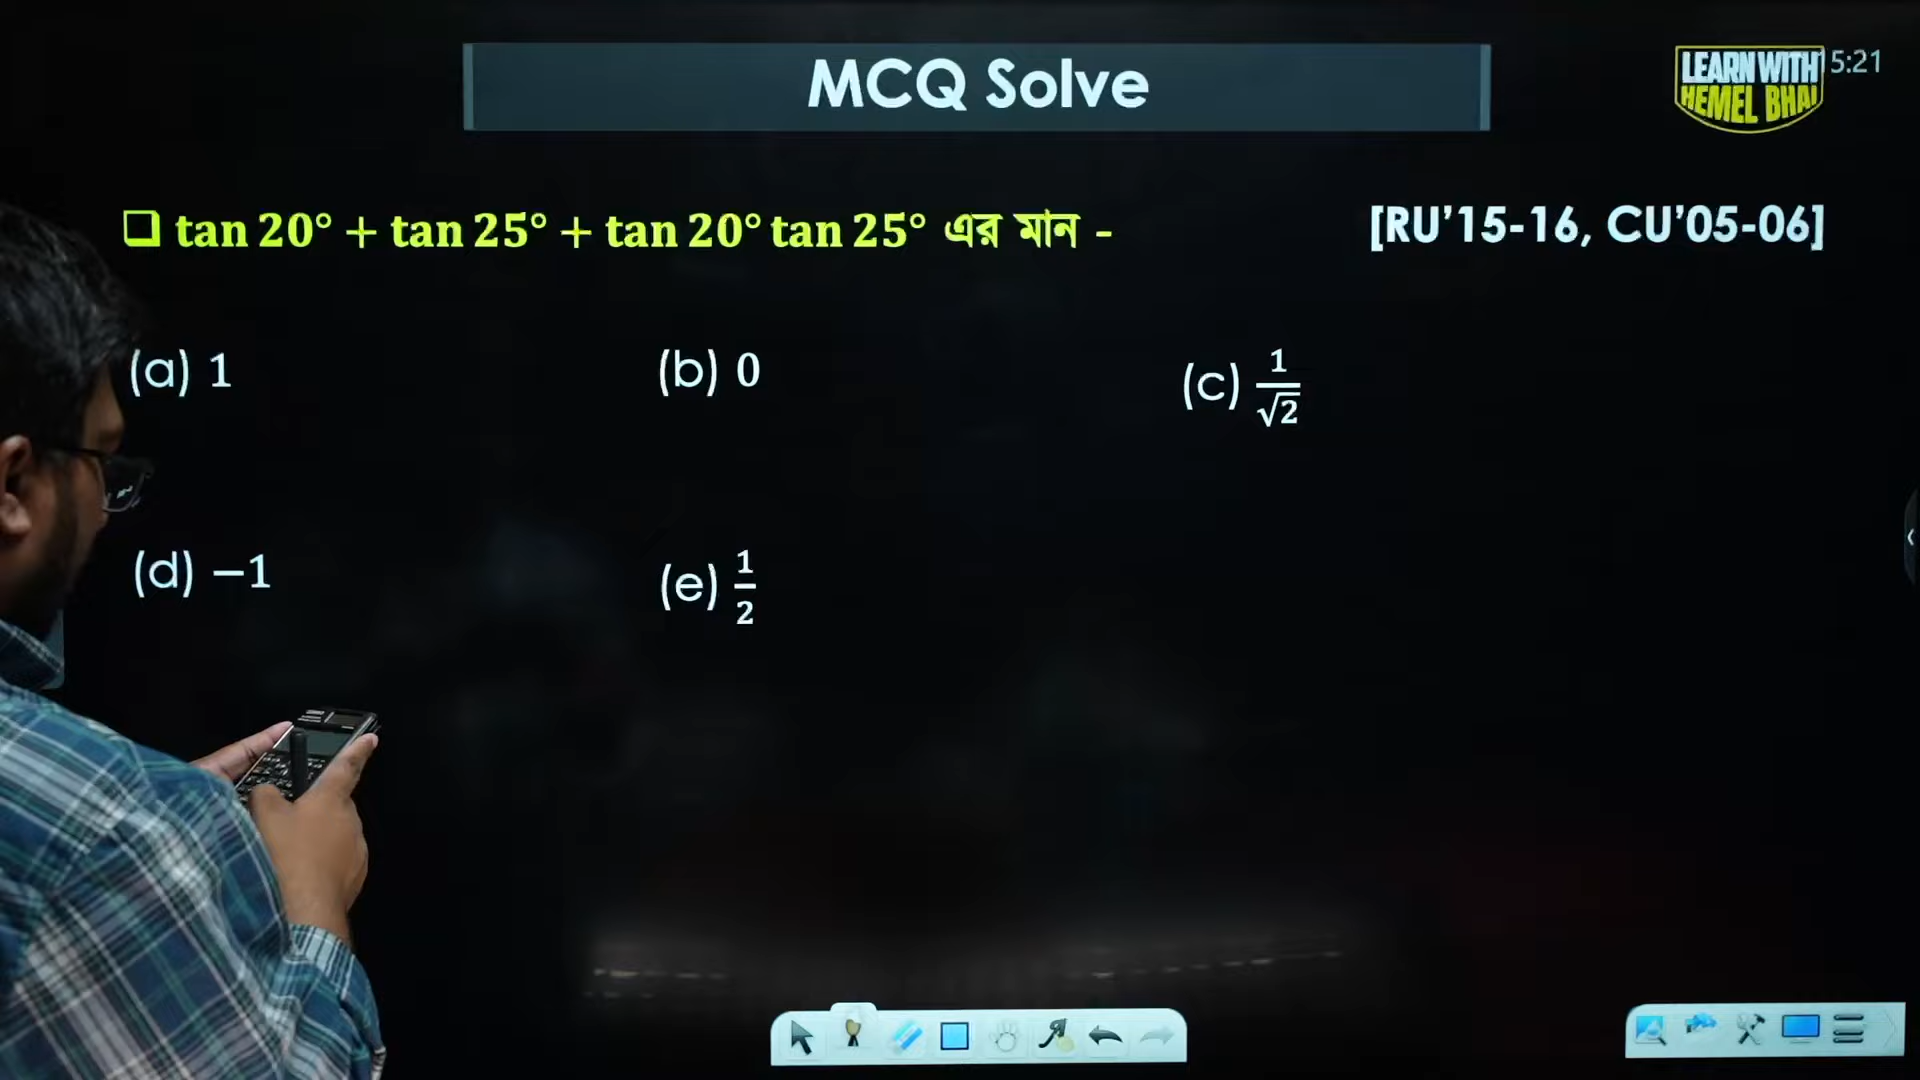 MCQ Solve
LEARN WITH
HEMEL BHAI
5:21
❑ tan 20° + tan 25° + tan 20° tan 25° এর মান -
[RU’15-16, CU’05-06]
(a) 1
(b) 0
(c) 1/√2
(d) −1
(e) 1/2